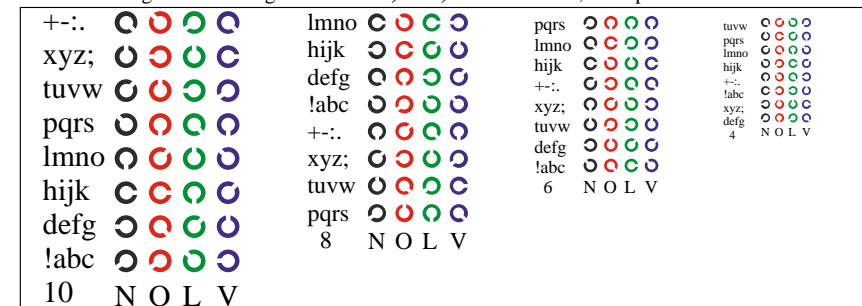 +-:.
xyz;
tuvw
pqrs
lmno
hijk
defg
!abc
10 N O L V
lmno
hijk
defg
!abc
+-:.
xyz;
tuvw
pqrs
8 N O L V
pqrs
lmno
hijk
+-:.
xyz;
tuvw
defg
!abc
6 N O L V
tuvw
pqrs
lmno
hijk
+-:.
!abc
xyz;
defg
4 N O L V